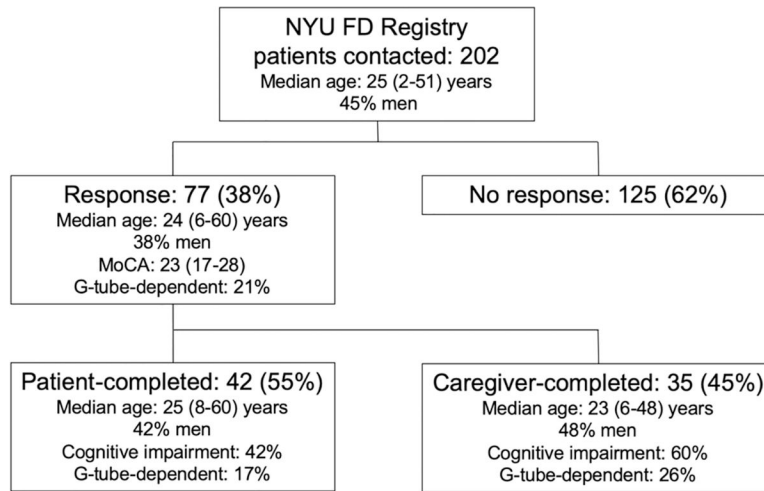 NYU FD Registry
patients contacted: 202
Median age: 25 (2-51) years
45% men
Response: 77 (38%)
Median age: 24 (6-60) years
38% men
MoCA: 23 (17-28)
G-tube-dependent: 21%
No response: 125 (62%)
Patient-completed: 42 (55%)
Median age: 25 (8-60) years
42% men
Cognitive impairment: 42%
G-tube-dependent: 17%
Caregiver-completed: 35 (45%)
Median age: 23 (6-48) years
48% men
Cognitive impairment: 60%
G-tube-dependent: 26%